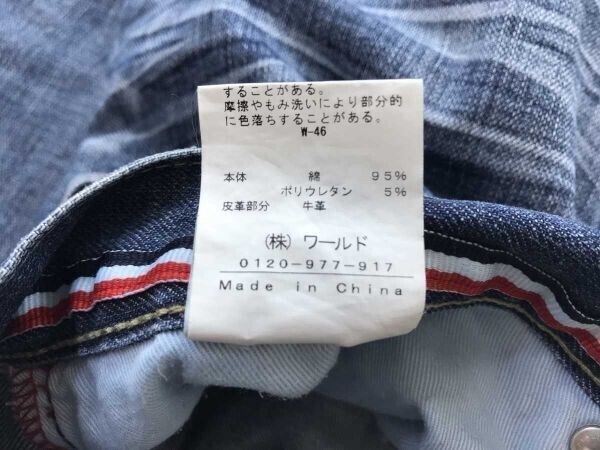 することがある。
摩擦やもみ洗いにより部分的
に色落ちすることがある。
W-46
本体 綿 95%
ポリウレタン 5%
皮革部分 牛革
(株) ワールド
0120-977-917
Made in China